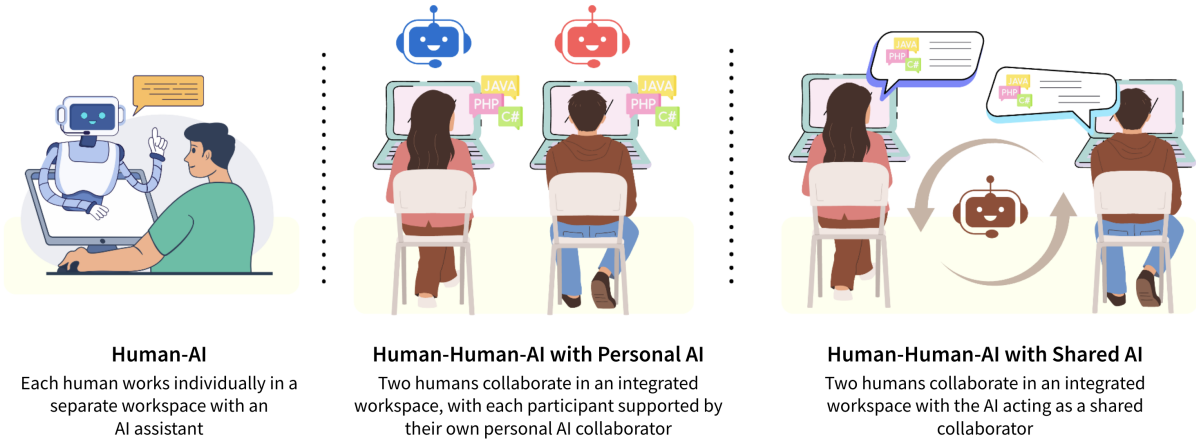 JAVA
PHP
C#
JAVA
PHP
C#
JAVA
PHP
C#
JAVA
PHP
C#
Human-AI
Each human works individually in a
separate workspace with an
AI assistant
Human-Human-AI with Personal AI
Two humans collaborate in an integrated
workspace, with each participant supported by
their own personal AI collaborator
Human-Human-AI with Shared AI
Two humans collaborate in an integrated
workspace with the AI acting as a shared
collaborator